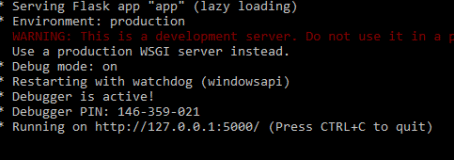 * Serving Flask app "app" (lazy loading)
* Environment: production
WARNING: This is a development server. Do not use it in a p
Use a production WSGI server instead.
* Debug mode: on
* Restarting with watchdog (windowsapi)
* Debugger is active!
* Debugger PIN: 146-359-021
* Running on http://127.0.0.1:5000/ (Press CTRL+C to quit)